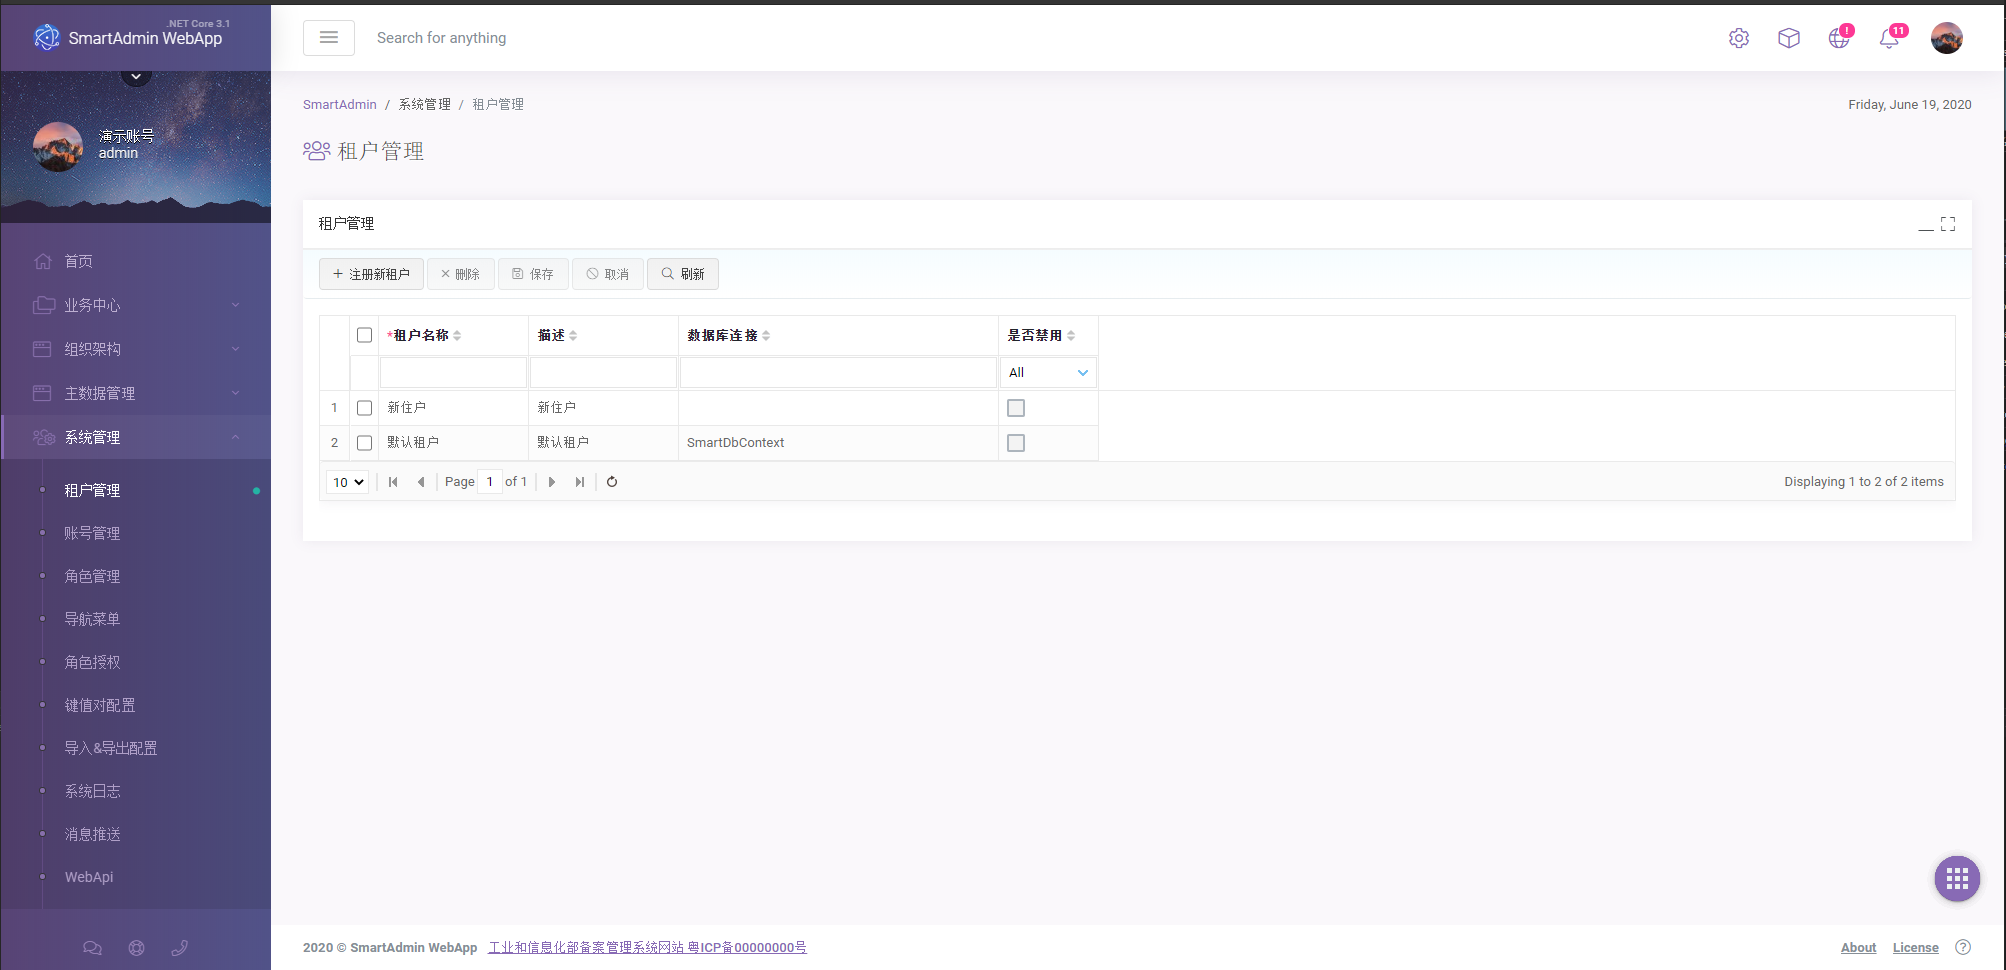 .NET Core 3.1
SmartAdmin WebApp
Search for anything
!
11
演示账号
admin
SmartAdmin / 系统管理 / 租户管理
Friday, June 19, 2020
租户管理
租户管理
注册新租户 删除 保存 取消 刷新
*租户名称 描述 数据库连接 是否禁用
All
1 新住户 新住户
2 默认租户 默认租户 SmartDbContext
10 Page 1 of 1
Displaying 1 to 2 of 2 items
首页
业务中心
组织架构
主数据管理
系统管理
租户管理
账号管理
角色管理
导航菜单
角色授权
键值对配置
导入&导出配置
系统日志
消息推送
WebApi
2020 © SmartAdmin WebApp 工业和信息化部备案管理系统网站 粤ICP备00000000号
About License ?